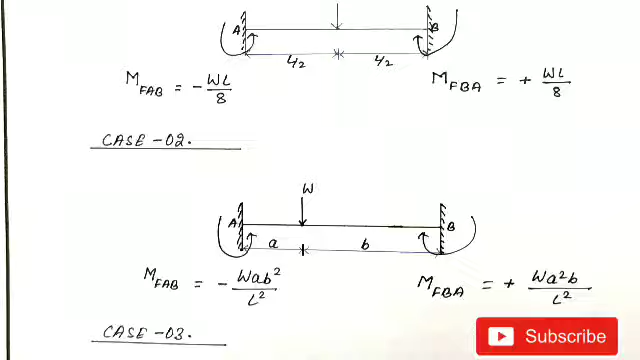 A B
L/2 L/2
M_FAB = - WL/8 M_FBA = + WL/8
CASE -02.
W
A B
a b
M_FAB = - Wab²/L² M_FBA = + Wa²b/L²
CASE -03.
Subscribe